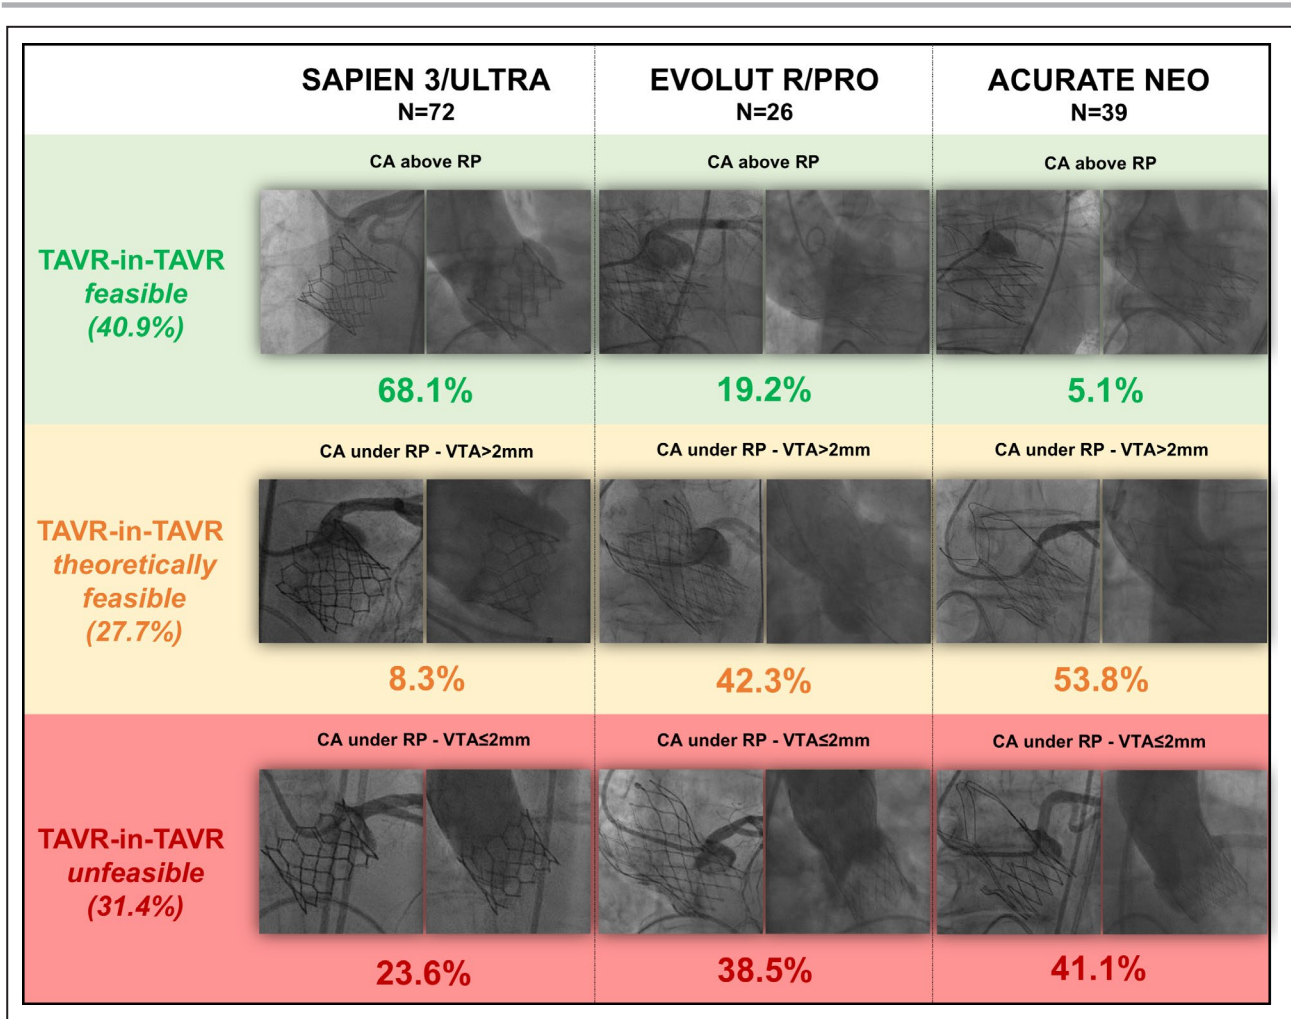 SAPIEN 3/ULTRA
N=72
EVOLUT R/PRO
N=26
ACURATE NEO
N=39
TAVR-in-TAVR
feasible
(40.9%)
CA above RP
68.1%
CA above RP
19.2%
CA above RP
5.1%
TAVR-in-TAVR
theoretically
feasible
(27.7%)
CA under RP - VTA>2mm
8.3%
CA under RP - VTA>2mm
42.3%
CA under RP - VTA>2mm
53.8%
TAVR-in-TAVR
unfeasible
(31.4%)
CA under RP - VTA≤2mm
23.6%
CA under RP - VTA≤2mm
38.5%
CA under RP - VTA≤2mm
41.1%